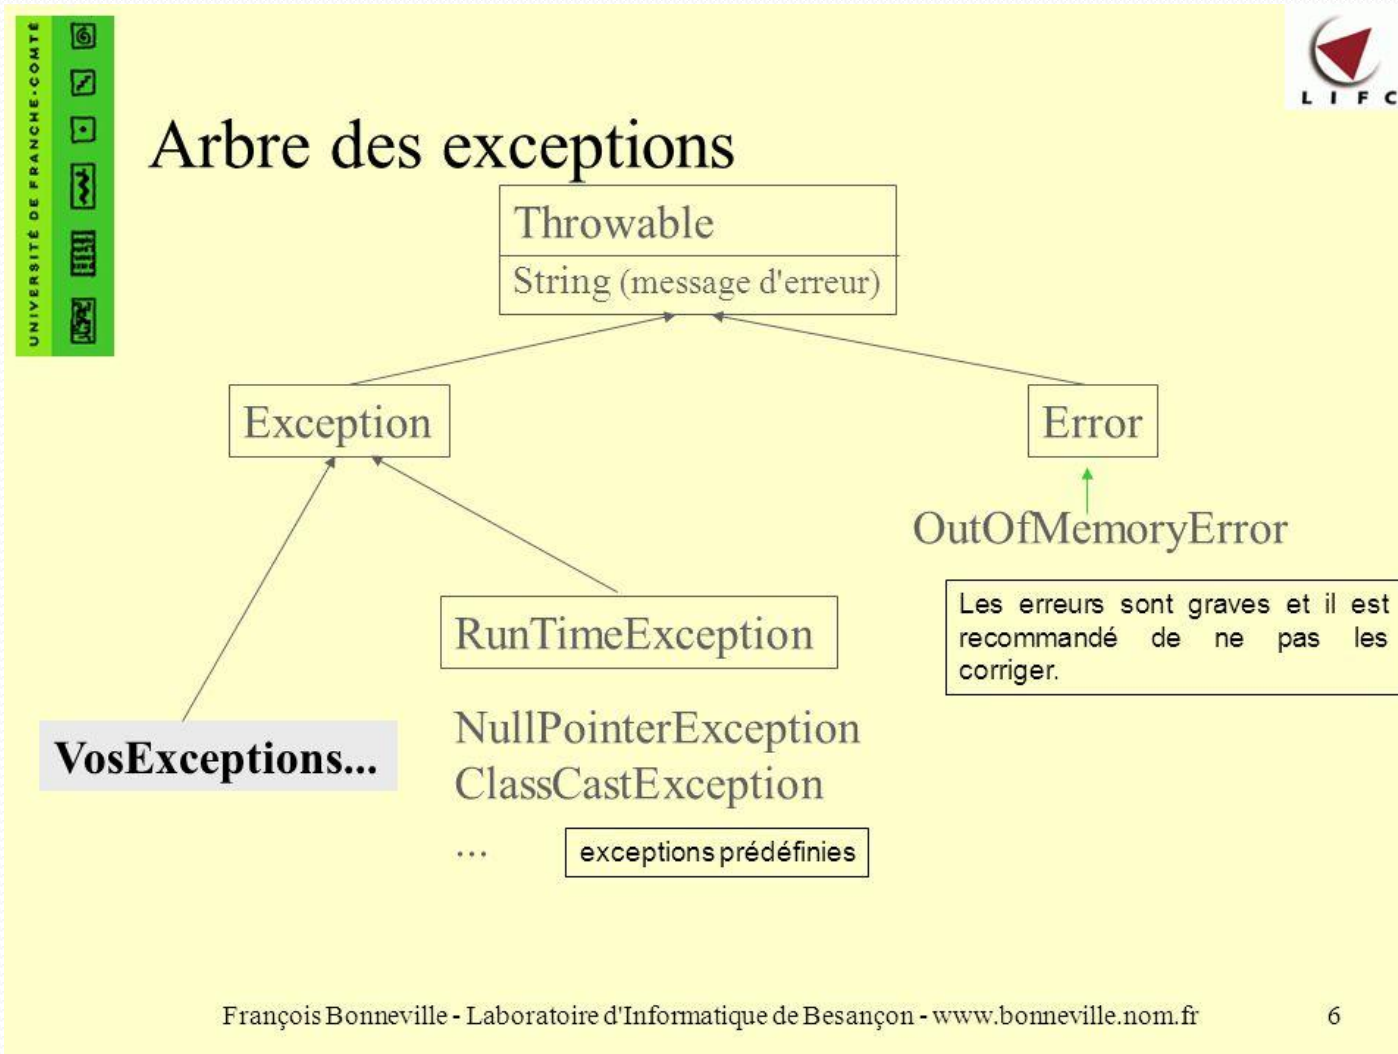 UNIVERSITÉ DE FRANCHE-COMTÉ
LIFC
Arbre des exceptions
Throwable
String (message d'erreur)
Exception
Error
OutOfMemoryError
Les erreurs sont graves et il est
recommandé de ne pas les
corriger.
RunTimeException
NullPointerException
ClassCastException
...
exceptions prédéfinies
VosExceptions...
François Bonneville - Laboratoire d'Informatique de Besançon - www.bonneville.nom.fr
6